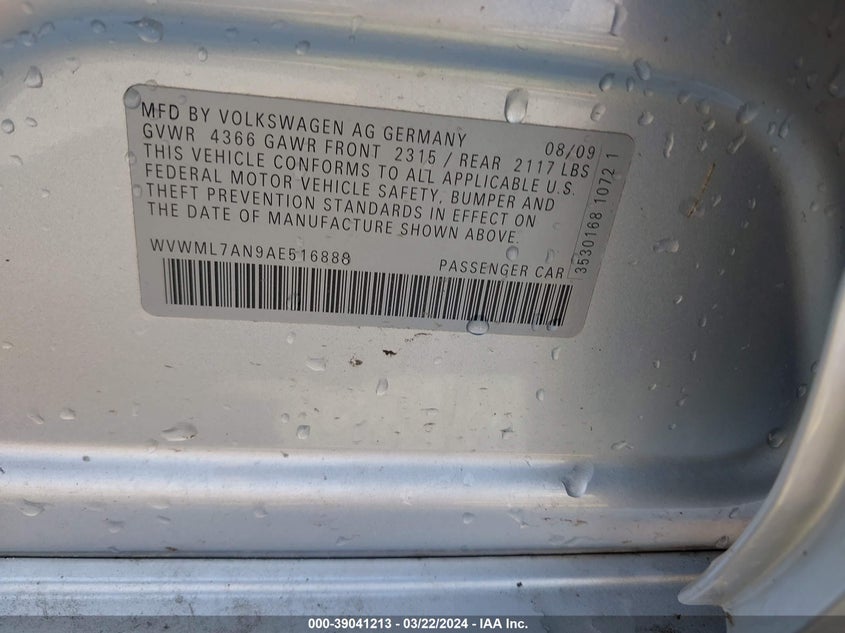 MFD BY VOLKSWAGEN AG GERMANY 08/09
GVWR 4366 GAWR FRONT 2315 / REAR 2117 LBS
THIS VEHICLE CONFORMS TO ALL APPLICABLE U.S.
FEDERAL MOTOR VEHICLE SAFETY, BUMPER AND
THEFT PREVENTION STANDARDS IN EFFECT ON
THE DATE OF MANUFACTURE SHOWN ABOVE.
WVWML7AN9AE516888 PASSENGER CAR
3530168 1072 1
000-39041213 - 03/22/2024 - IAA Inc.